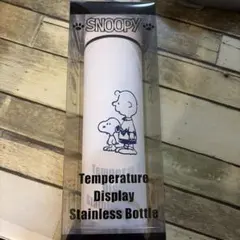 SNOOPY
Temperature
Display
Stainless Bottle